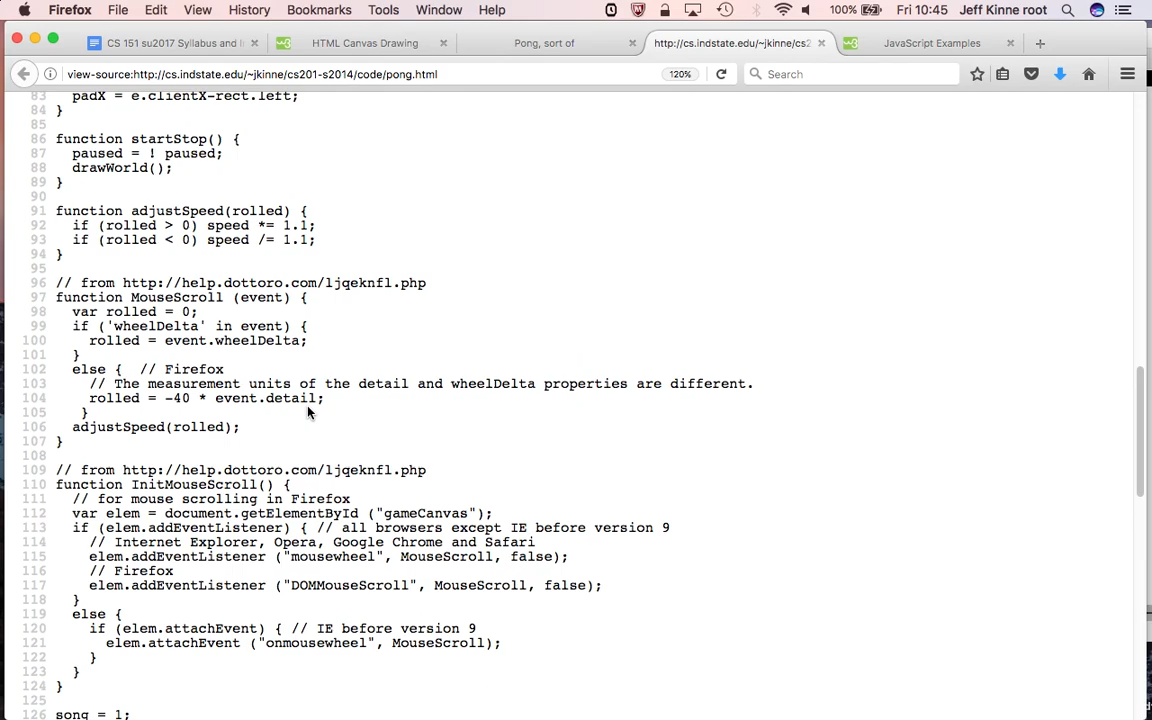 Firefox File Edit View History Bookmarks Tools Window Help 100% Fri 10:45 Jeff Kinne root
CS 151 su2017 Syllabus and I HTML Canvas Drawing Pong, sort of http://cs.indstate.edu/~jkinne/cs2 JavaScript Examples
view-source:http://cs.indstate.edu/~jkinne/cs201-s2014/code/pong.html 120% Search
83 padX = e.clientX-rect.left;
84 }
85
86 function startStop() {
87 paused = ! paused;
88 drawWorld();
89 }
90
91 function adjustSpeed(rolled) {
92 if (rolled > 0) speed *= 1.1;
93 if (rolled < 0) speed /= 1.1;
94 }
95
96 // from http://help.dottoro.com/ljqeknfl.php
97 function MouseScroll (event) {
98 var rolled = 0;
99 if ('wheelDelta' in event) {
100 rolled = event.wheelDelta;
101 }
102 else { // Firefox
103 // The measurement units of the detail and wheelDelta properties are different.
104 rolled = -40 * event.detail;
105 }
106 adjustSpeed(rolled);
107 }
108
109 // from http://help.dottoro.com/ljqeknfl.php
110 function InitMouseScroll() {
111 // for mouse scrolling in Firefox
112 var elem = document.getElementById ("gameCanvas");
113 if (elem.addEventListener) { // all browsers except IE before version 9
114 // Internet Explorer, Opera, Google Chrome and Safari
115 elem.addEventListener ("mousewheel", MouseScroll, false);
116 // Firefox
117 elem.addEventListener ("DOMMouseScroll", MouseScroll, false);
118 }
119 else {
120 if (elem.attachEvent) { // IE before version 9
121 elem.attachEvent ("onmousewheel", MouseScroll);
122 }
123 }
124 }
125
126 song = 1;